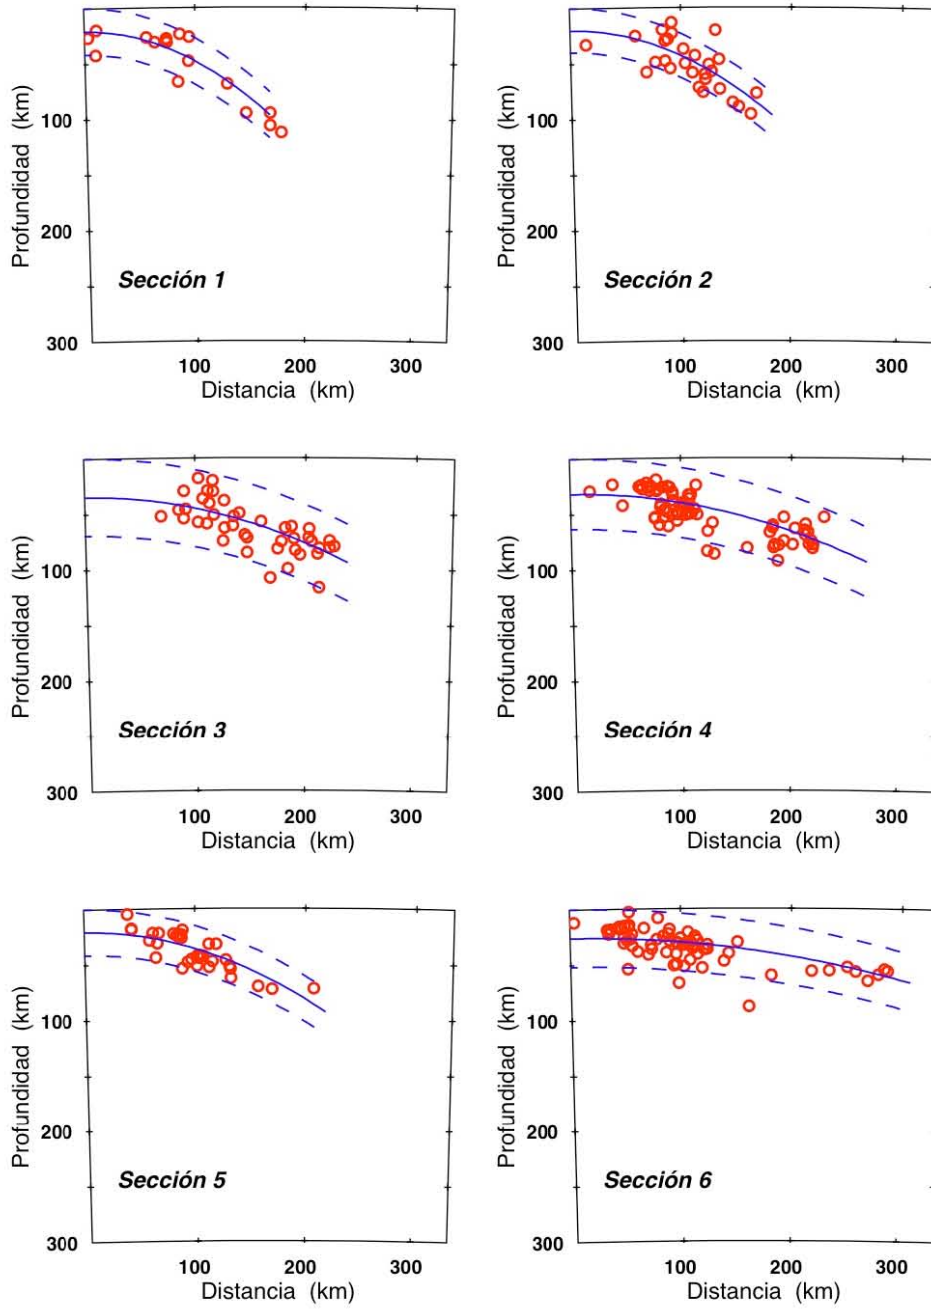 Profundidad (km)
100
200
300
Sección 1
100 200 300
Distancia (km)
Profundidad (km)
100
200
300
Sección 2
100 200 300
Distancia (km)
Profundidad (km)
100
200
300
Sección 3
100 200 300
Distancia (km)
Profundidad (km)
100
200
300
Sección 4
100 200 300
Distancia (km)
Profundidad (km)
100
200
300
Sección 5
100 200 300
Distancia (km)
Profundidad (km)
100
200
300
Sección 6
100 200 300
Distancia (km)